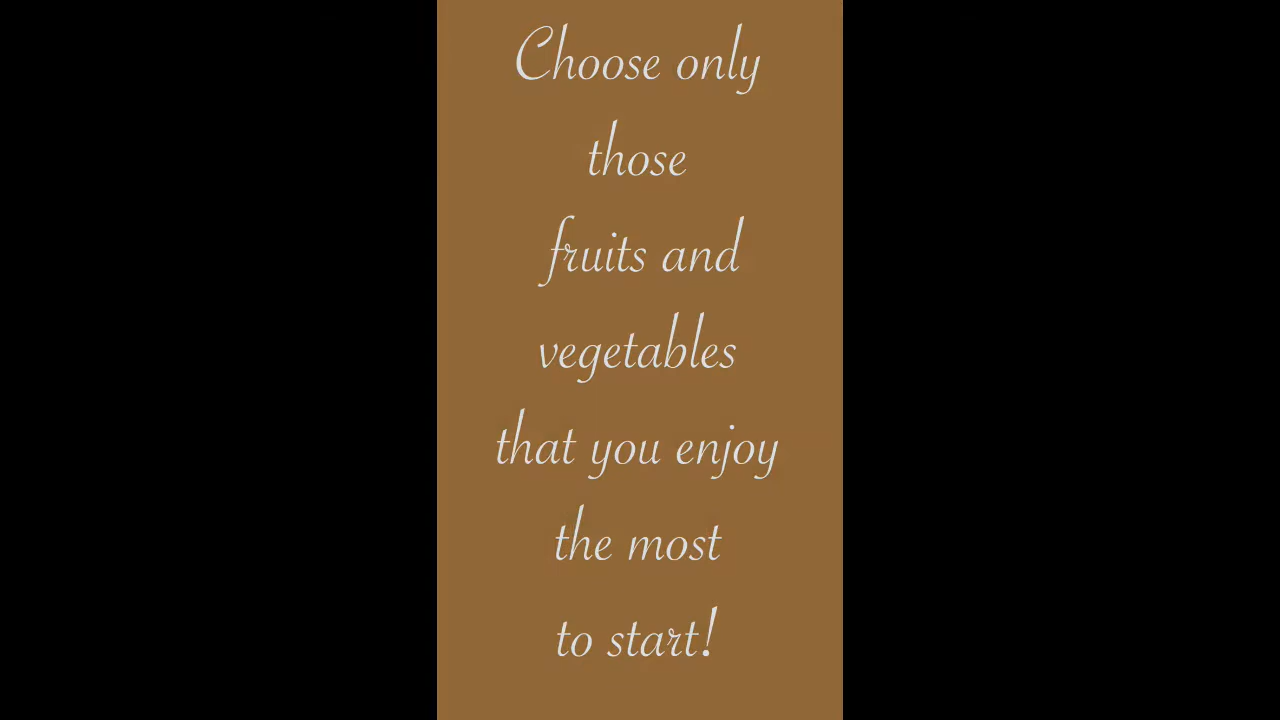 Choose only
those
fruits and
vegetables
that you enjoy
the most
to start!